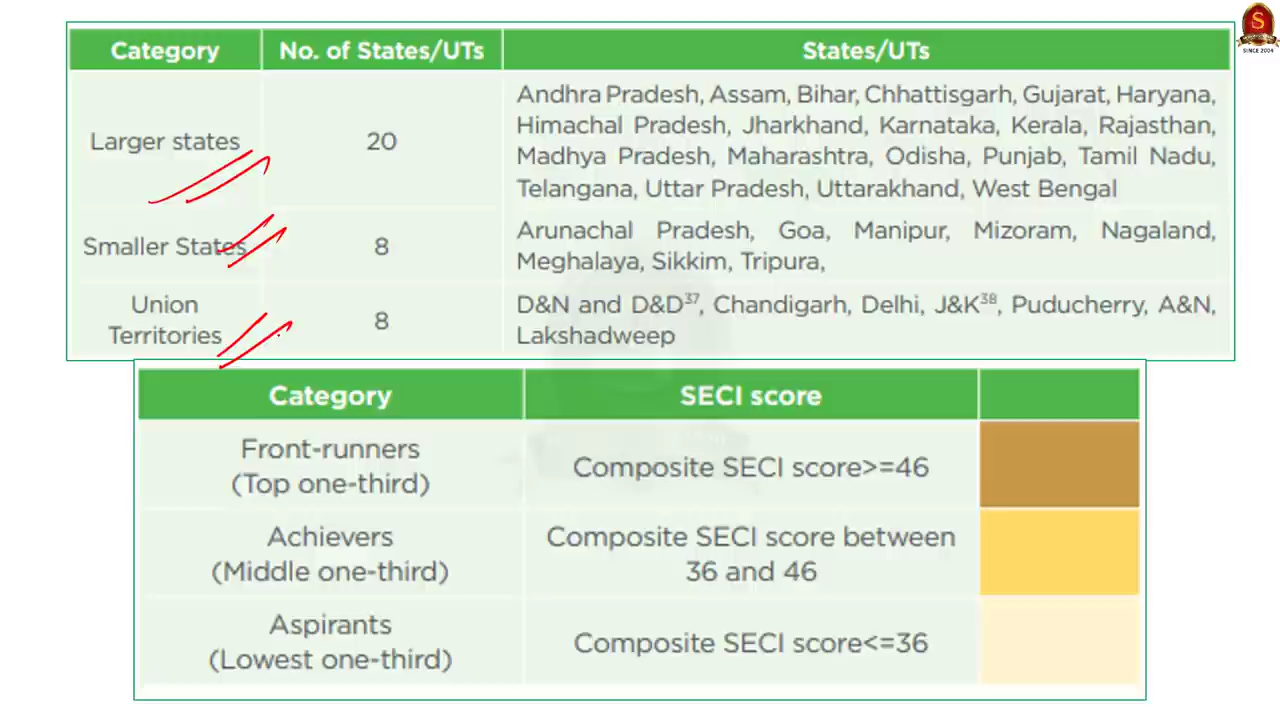 S
SINCE 2004
Category No. of States/UTs States/UTs
Larger states 20 Andhra Pradesh, Assam, Bihar, Chhattisgarh, Gujarat, Haryana,
Himachal Pradesh, Jharkhand, Karnataka, Kerala, Rajasthan,
Madhya Pradesh, Maharashtra, Odisha, Punjab, Tamil Nadu,
Telangana, Uttar Pradesh, Uttarakhand, West Bengal
Smaller States 8 Arunachal Pradesh, Goa, Manipur, Mizoram, Nagaland,
Meghalaya, Sikkim, Tripura,
Union
Territories 8 D&N and D&D37, Chandigarh, Delhi, J&K38, Puducherry, A&N,
Lakshadweep
Category SECI score
Front-runners
(Top one-third) Composite SECI score>=46
Achievers
(Middle one-third) Composite SECI score between
36 and 46
Aspirants
(Lowest one-third) Composite SECI score<=36